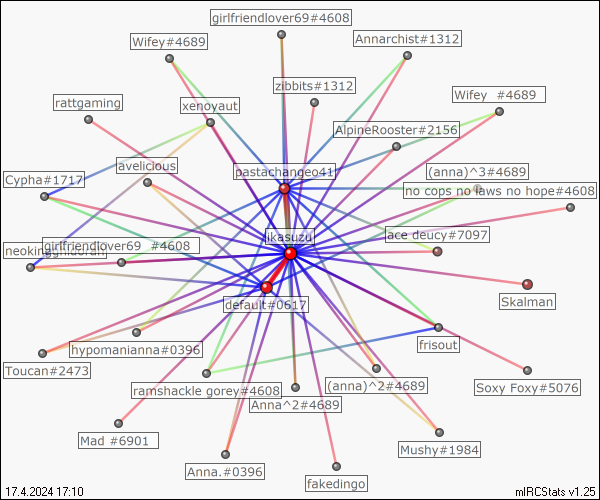 girlfriendlover69#4608
Annarchist#1312
Wifey#4689
zibbits#1312
Wifey #4689
rattgaming
xenoyaut
AlpineRooster#2156
avelicious
pastachangeo41
(anna)^3#4689
Cypha#1717
no cops no laws no hope#4608
ikasuzu
ace deucy#7097
girlfriendlover69 #4608
default#0617
Skalman
hypomanianna#0396
frisout
Toucan#2473
ramshackle gorey#4608
(anna)^2#4689
Soxy Foxy#5076
Anna^2#4689
Mad #6901
Mushy#1984
Anna.#0396
fakedingo
17.4.2024 17:10
mIRCStats v1.25